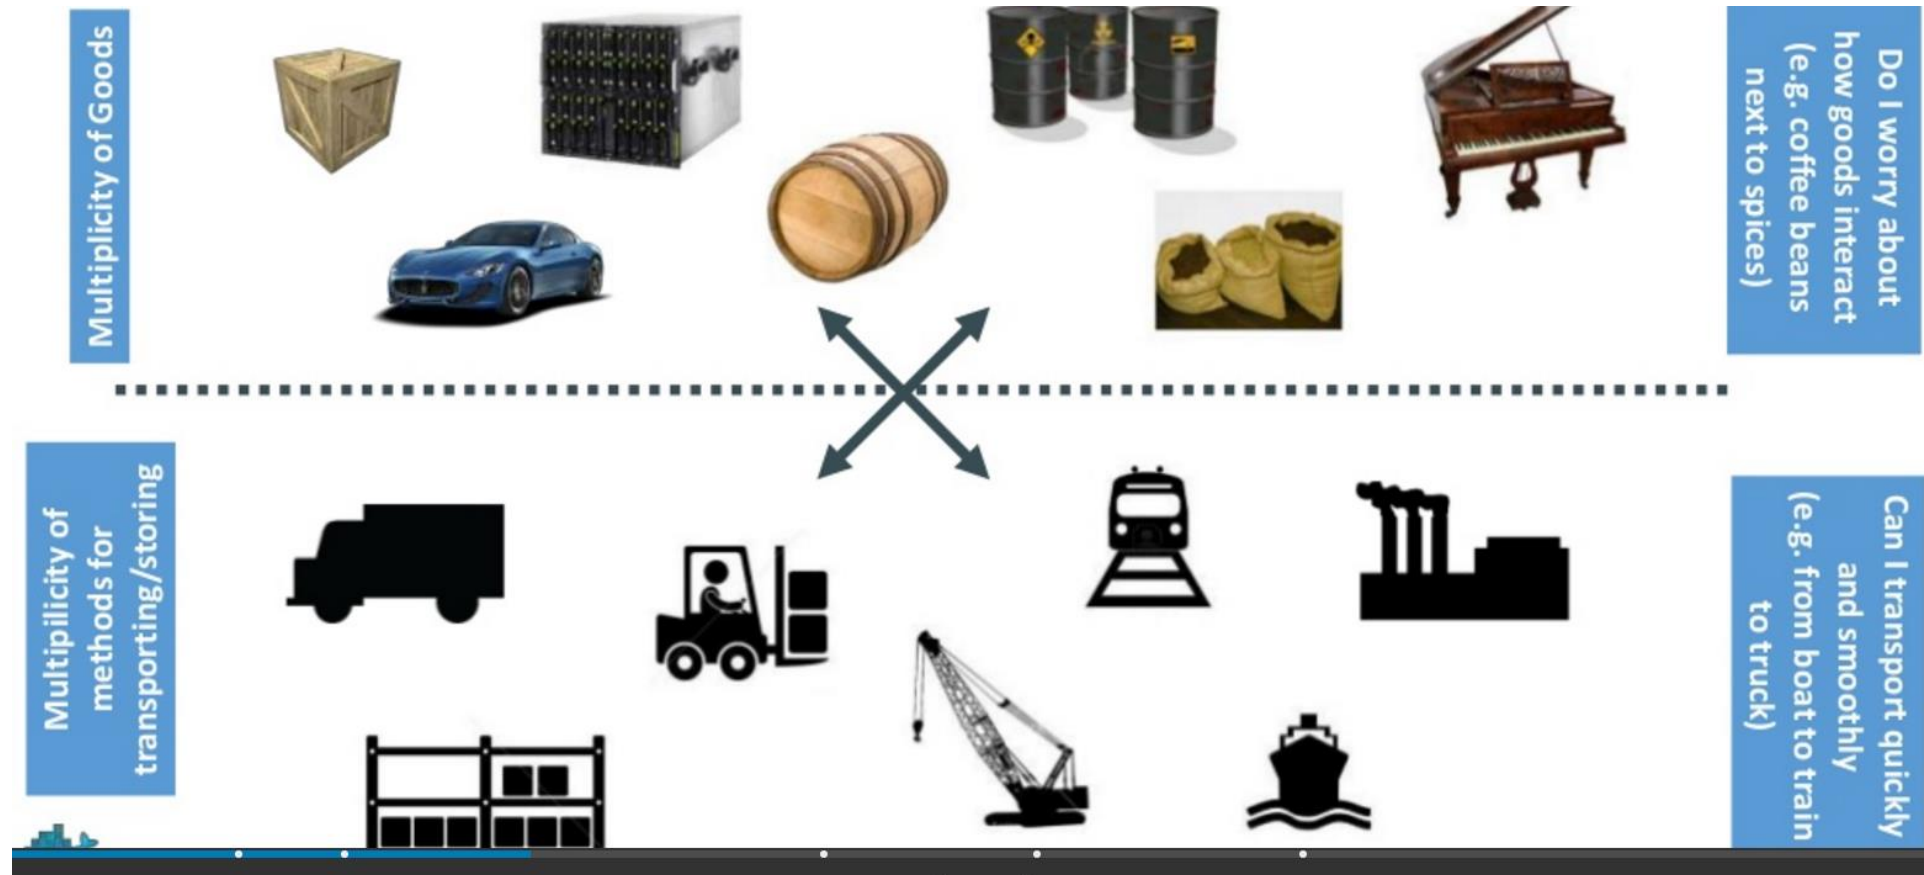 Multiplicity of Goods
Do I worry about
how goods interact
(e.g. coffee beans
next to spices)
Multipilicity of
methods for
transporting/storing
Can I transport quickly
and smoothly
(e.g. from boat to train
to truck)